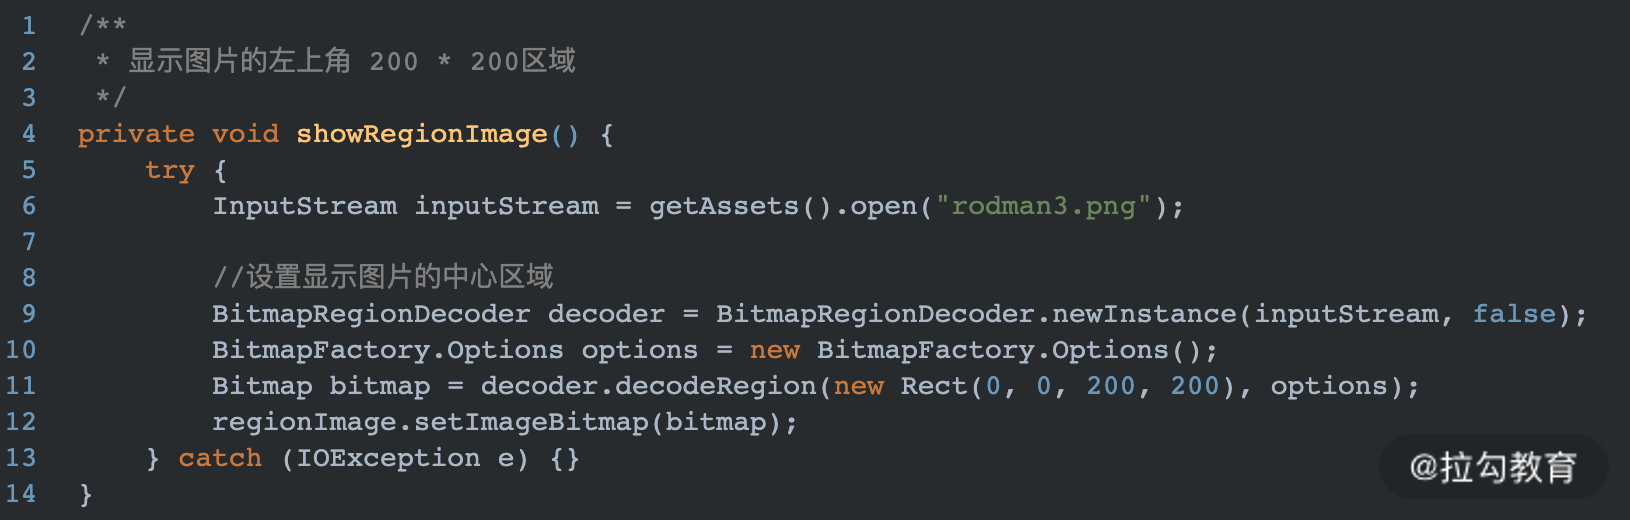 1 /**
2  * 显示图片的左上角 200 * 200区域
3  */
4 private void showRegionImage() {
5     try {
6         InputStream inputStream = getAssets().open("rodman3.png");
7
8         //设置显示图片的中心区域
9         BitmapRegionDecoder decoder = BitmapRegionDecoder.newInstance(inputStream, false);
10         BitmapFactory.Options options = new BitmapFactory.Options();
11         Bitmap bitmap = decoder.decodeRegion(new Rect(0, 0, 200, 200), options);
12         regionImage.setImageBitmap(bitmap);
13     } catch (IOException e) {}
14 }
@拉勾教育